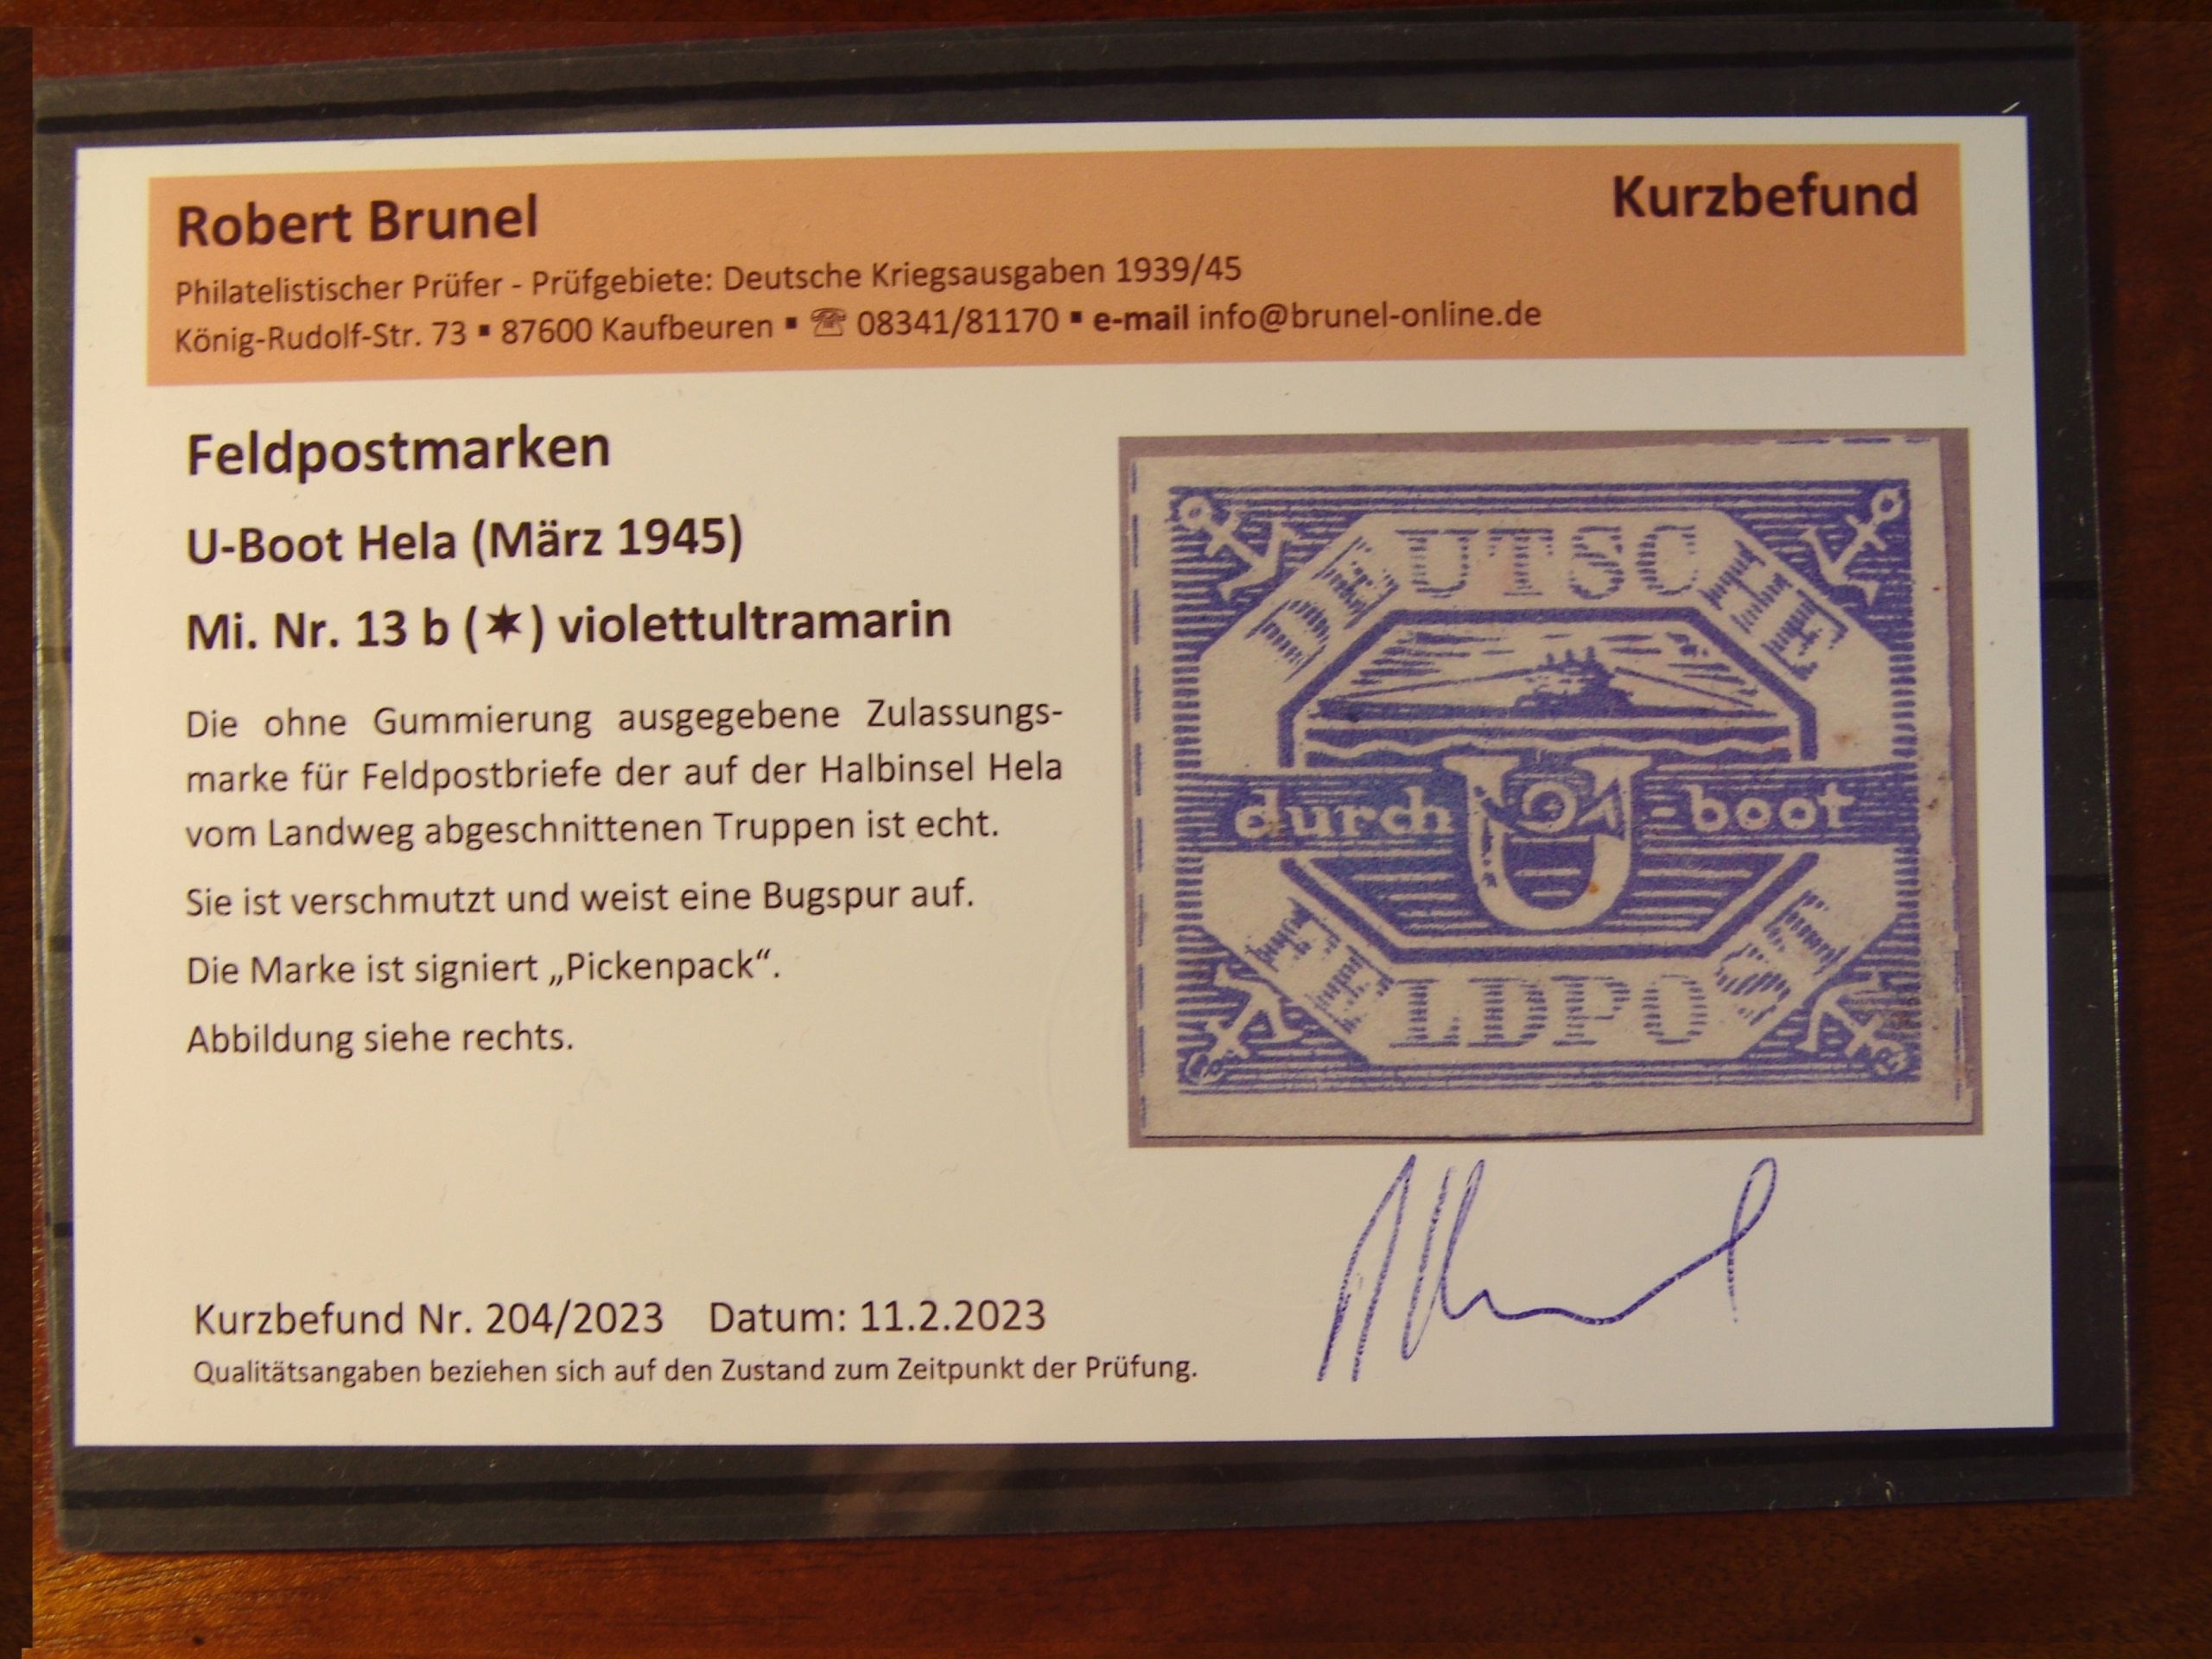 Robert Brunel
Kurzbefund
Philatelistischer Prüfer - Prüfgebiete: Deutsche Kriegsausgaben 1939/45
König-Rudolf-Str. 73 ▪ 87600 Kaufbeuren ▪ ☏ 08341/81170 ▪ e-mail info@brunel-online.de
Feldpostmarken
U-Boot Hela (März 1945)
Mi. Nr. 13 b (★) violettultramarin
Die ohne Gummierung ausgegebene Zulassungs-
marke für Feldpostbriefe der auf der Halbinsel Hela
vom Landweg abgeschnittenen Truppen ist echt.
Sie ist verschmutzt und weist eine Bugspur auf.
Die Marke ist signiert „Pickenpack“.
Abbildung siehe rechts.
DEUTSCHE
durch U-boot
FELDPOST
Kurzbefund Nr. 204/2023 Datum: 11.2.2023
Qualitätsangaben beziehen sich auf den Zustand zum Zeitpunkt der Prüfung.